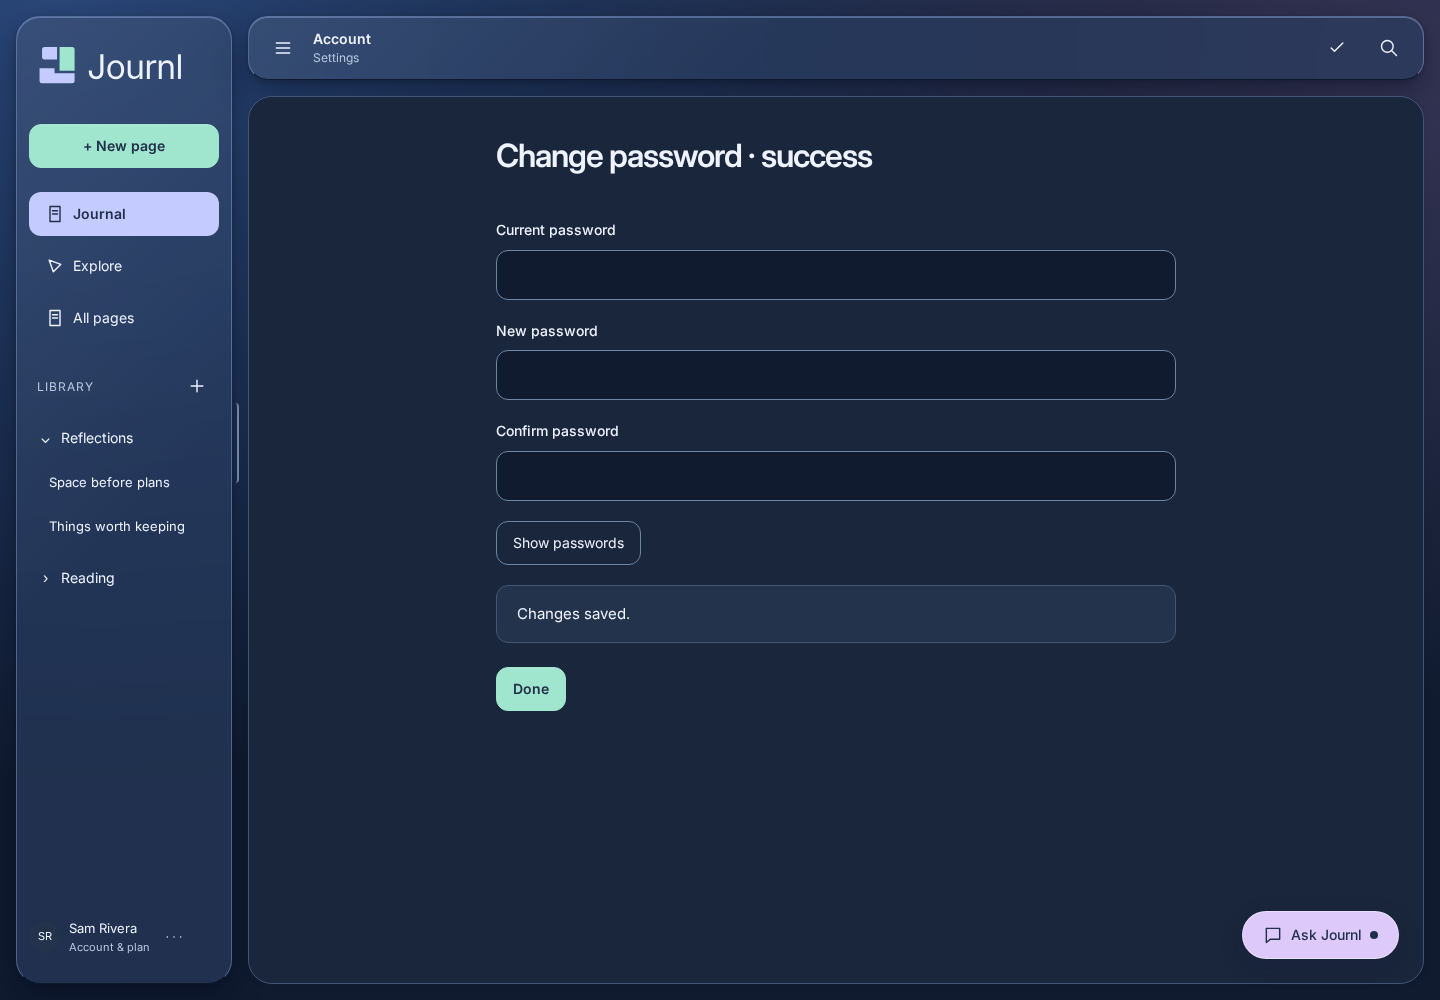 Journl
+ New page
Journal
Explore
All pages
LIBRARY
Reflections
Space before plans
Things worth keeping
Reading
SR
Sam Rivera
Account & plan
Account
Settings
Change password · success
Current password
New password
Confirm password
Show passwords
Changes saved.
Done
Ask Journl